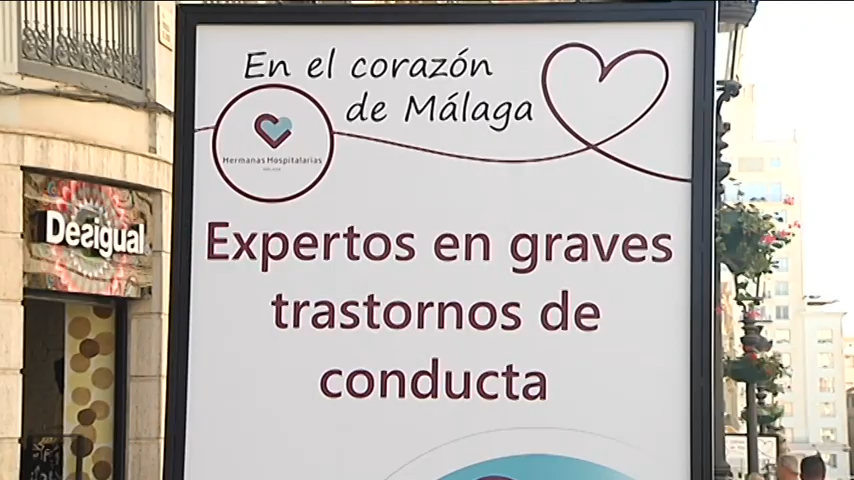 En el corazón
de Málaga
Hermanas Hospitalarias
Expertos en graves
trastornos de
conducta
Desigual